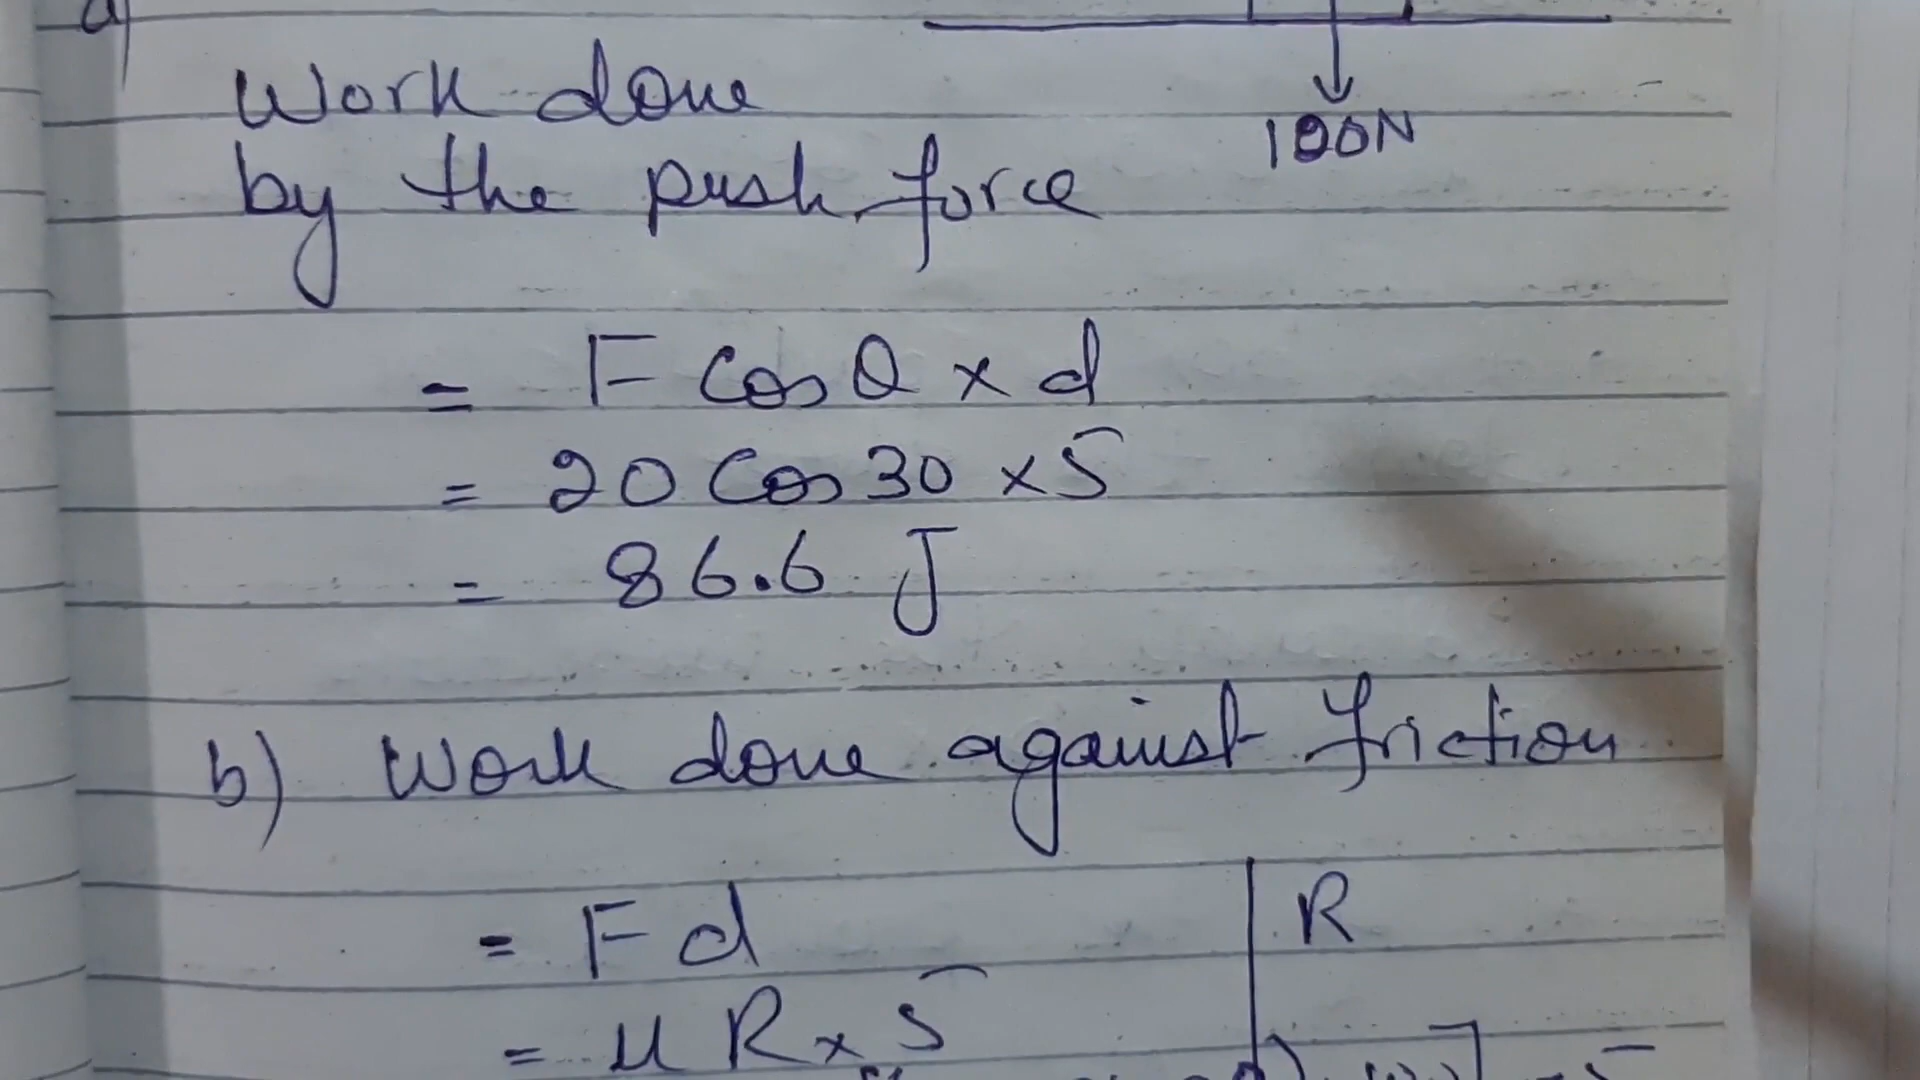 a)
Work done
100N
by the push force
= F Cos θ × d
= 20 Cos 30 × 5
= 86.6 J
b) Work done against friction
= F d
R
= μ R × 5